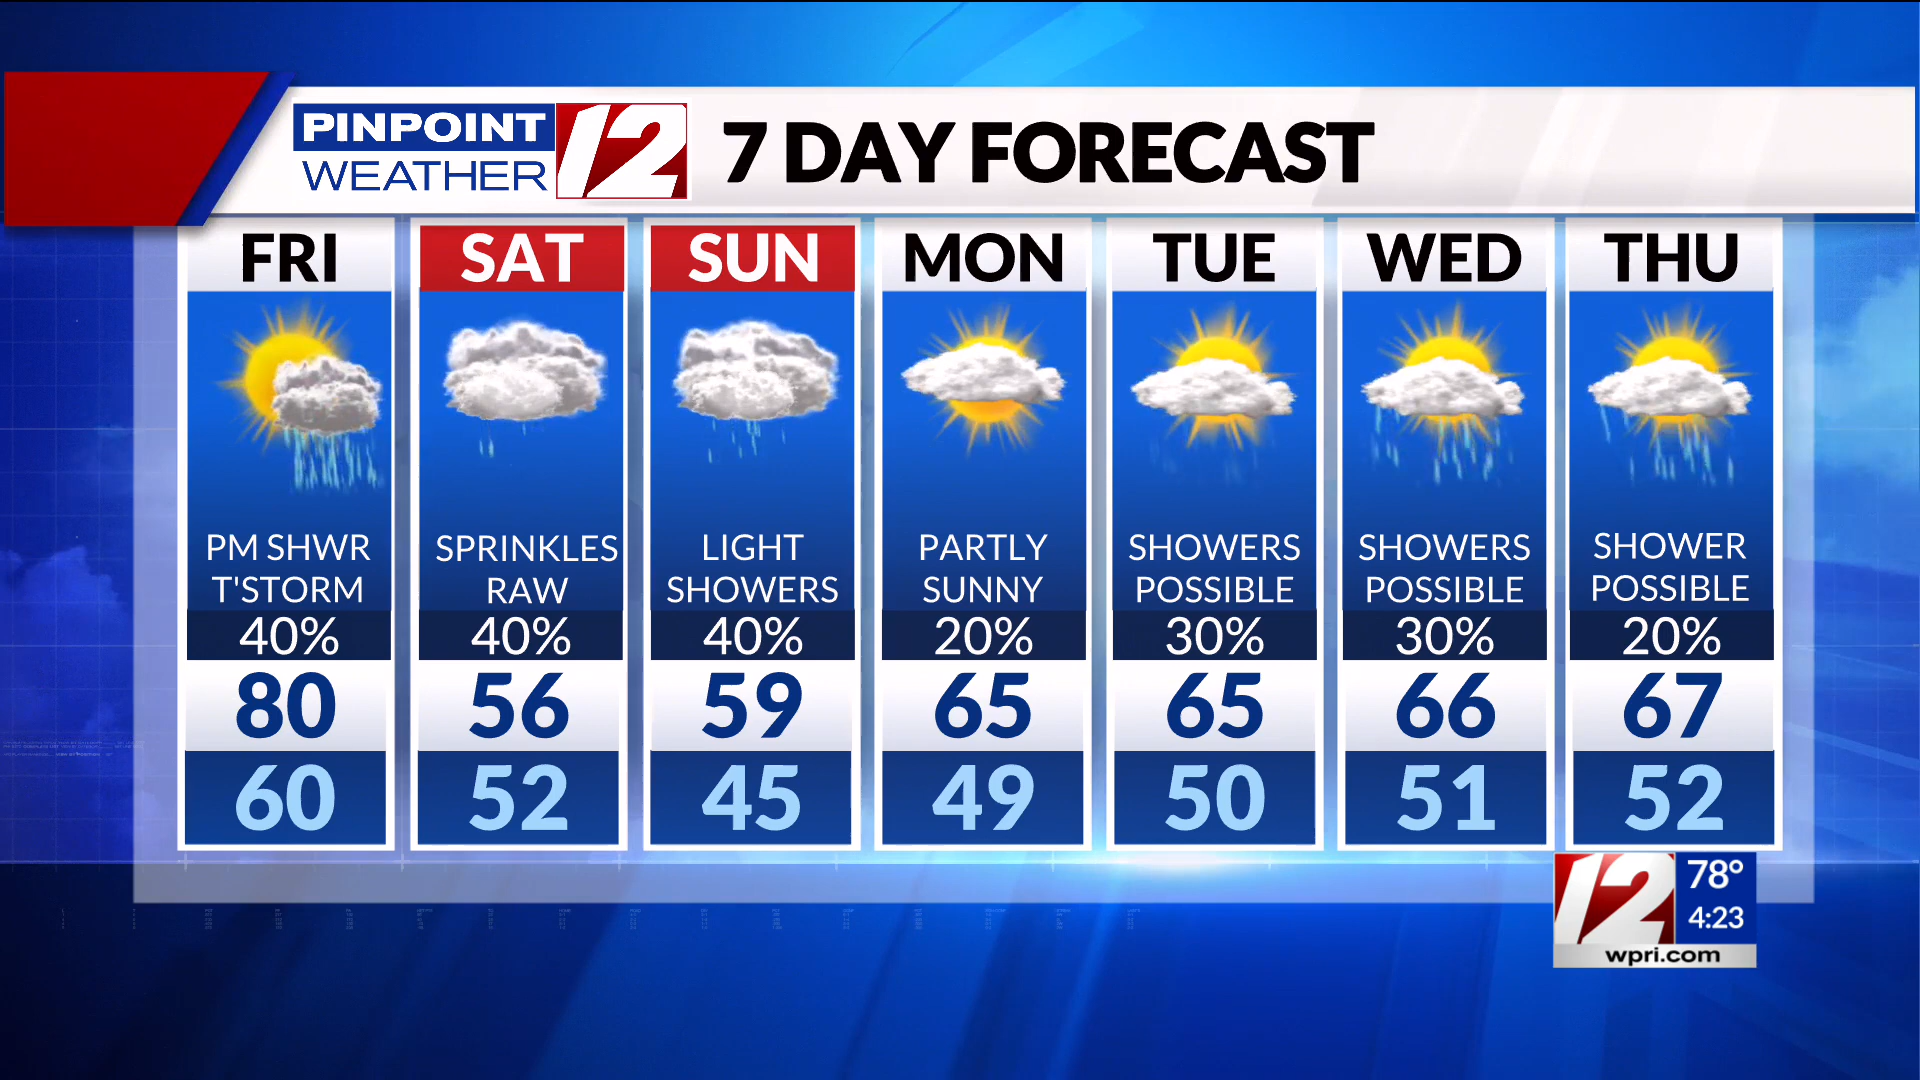 PINPOINT
WEATHER
12
7 DAY FORECAST
FRI
PM SHWR
T'STORM
40%
80
60
SAT
SPRINKLES
RAW
40%
56
52
SUN
LIGHT
SHOWERS
40%
59
45
MON
PARTLY
SUNNY
20%
65
49
TUE
SHOWERS
POSSIBLE
30%
65
50
WED
SHOWERS
POSSIBLE
30%
66
51
THU
SHOWER
POSSIBLE
20%
67
52
12
78°
4:23
wpri.com